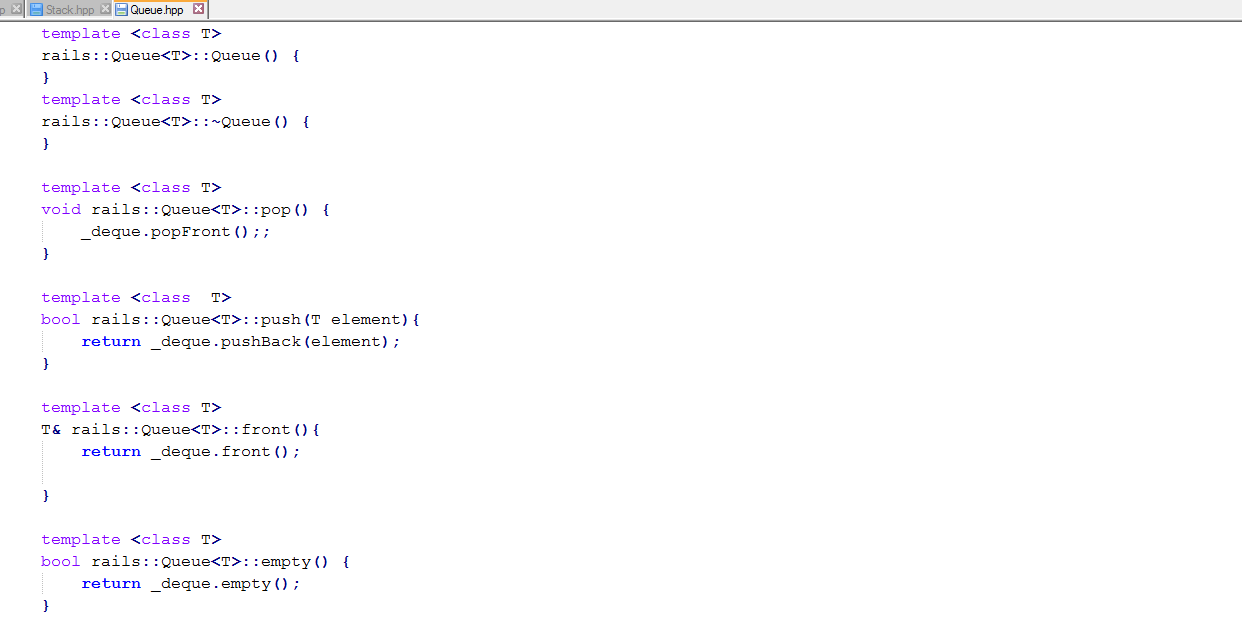 p Stack.hpp Queue.hpp
template <class T>
rails::Queue<T>::Queue() {
}
template <class T>
rails::Queue<T>::~Queue() {
}
template <class T>
void rails::Queue<T>::pop() {
    _deque.popFront();;
}
template <class  T>
bool rails::Queue<T>::push(T element){
    return _deque.pushBack(element);
}
template <class T>
T& rails::Queue<T>::front(){
    return _deque.front();
}
template <class T>
bool rails::Queue<T>::empty() {
    return _deque.empty();
}